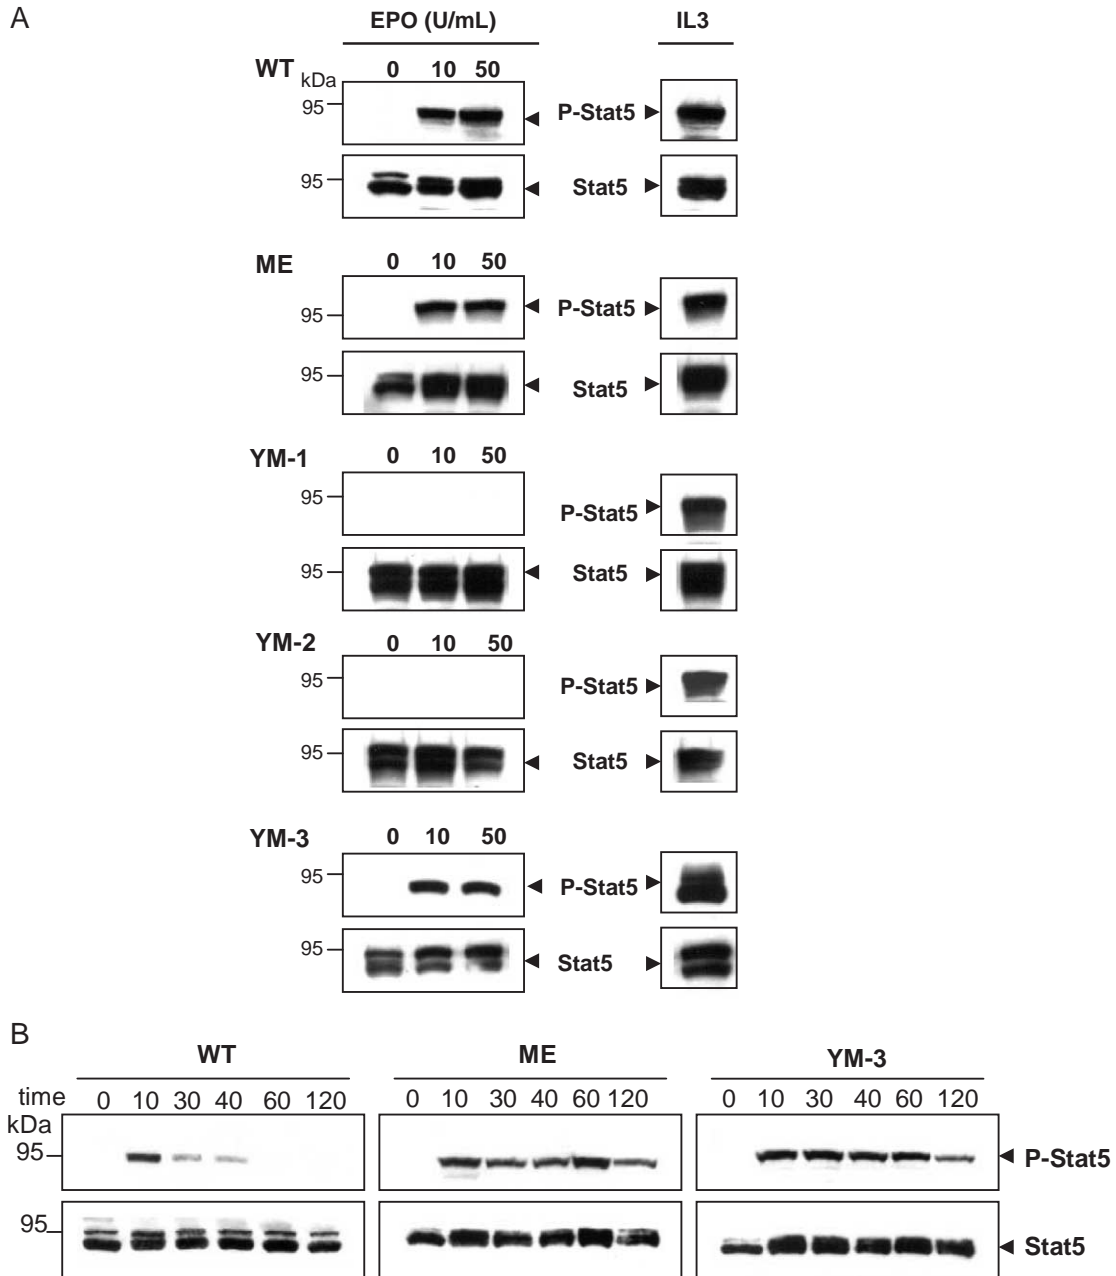 A
EPO (U/mL) IL3
WT kDa 0 10 50
95 P-Stat5
95 Stat5
ME 0 10 50
95 P-Stat5
95 Stat5
YM-1 0 10 50
95 P-Stat5
95 Stat5
YM-2 0 10 50
95 P-Stat5
95 Stat5
YM-3 0 10 50
95 P-Stat5
95 Stat5
B
WT ME YM-3
time 0 10 30 40 60 120 0 10 30 40 60 120 0 10 30 40 60 120
kDa
95 P-Stat5
95 Stat5